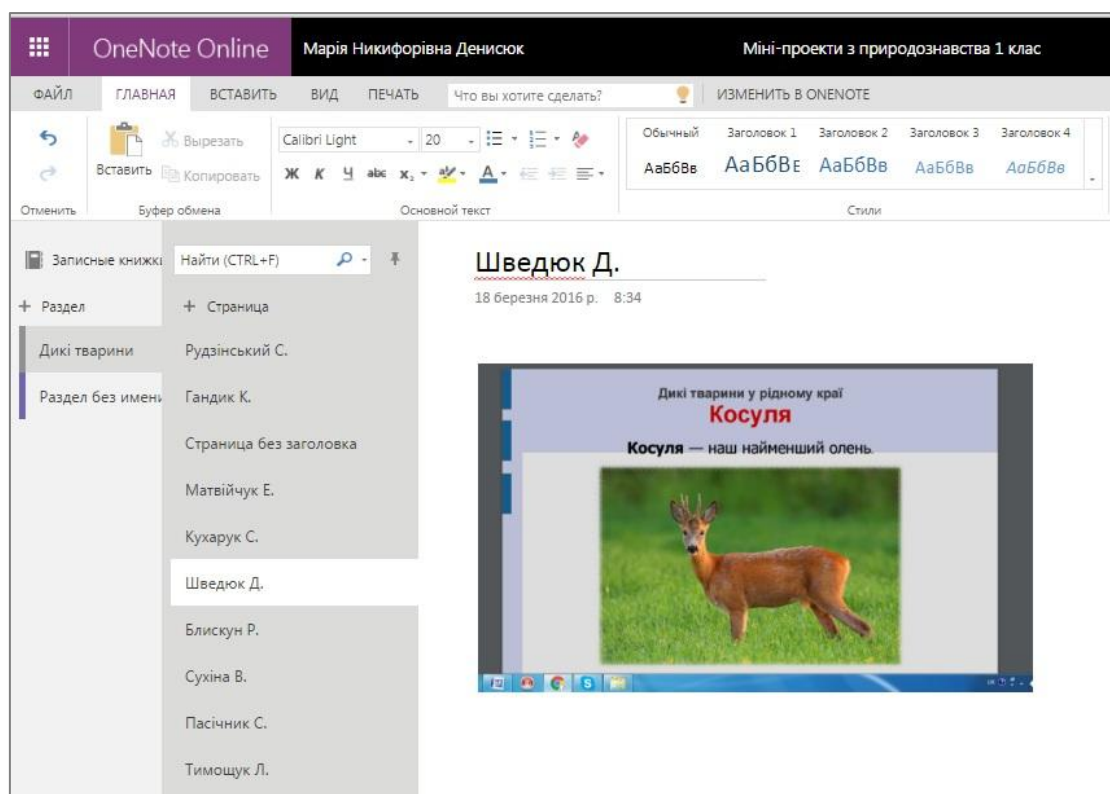 OneNote Online
Марія Никифорівна Денисюк
Міні-проекти з природознавства 1 клас
ФАЙЛ ГЛАВНАЯ ВСТАВИТЬ ВИД ПЕЧАТЬ Что вы хотите сделать? ИЗМЕНИТЬ В ONENOTE
Вставить
Вырезать
Копировать
Calibri Light 20
Ж К Ч abc x₂ А
Обычный Заголовок 1 Заголовок 2 Заголовок 3 Заголовок 4
АаБбВв АаБбВв АаБбВв АаБбВв АаБбВв
Отменить Буфер обмена Основной текст Стили
Записные книжки
+ Раздел
Дикі тварини
Раздел без имени
Найти (CTRL+F)
+ Страница
Рудзінський С.
Гандик К.
Страница без заголовка
Матвійчук Е.
Кухарук С.
Шведюк Д.
Блискун Р.
Сухіна В.
Пасічник С.
Тимощук Л.
Шведюк Д.
18 березня 2016 р. 8:34
Дикі тварини у рідному краї
Косуля
Косуля — наш найменший олень.